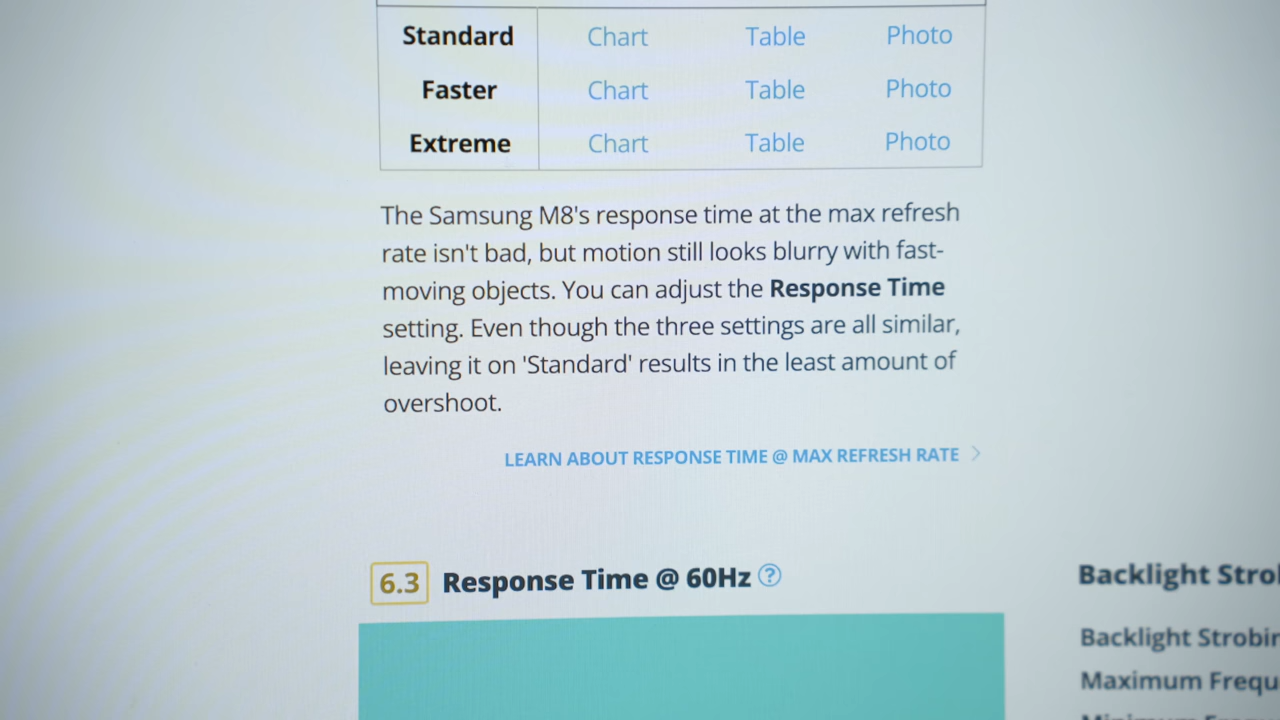 Standard Chart Table Photo
Faster Chart Table Photo
Extreme Chart Table Photo
The Samsung M8's response time at the max refresh
rate isn't bad, but motion still looks blurry with fast-
moving objects. You can adjust the Response Time
setting. Even though the three settings are all similar,
leaving it on 'Standard' results in the least amount of
overshoot.
LEARN ABOUT RESPONSE TIME @ MAX REFRESH RATE >
6.3 Response Time @ 60Hz ?
Backlight
Backlight
Maximum